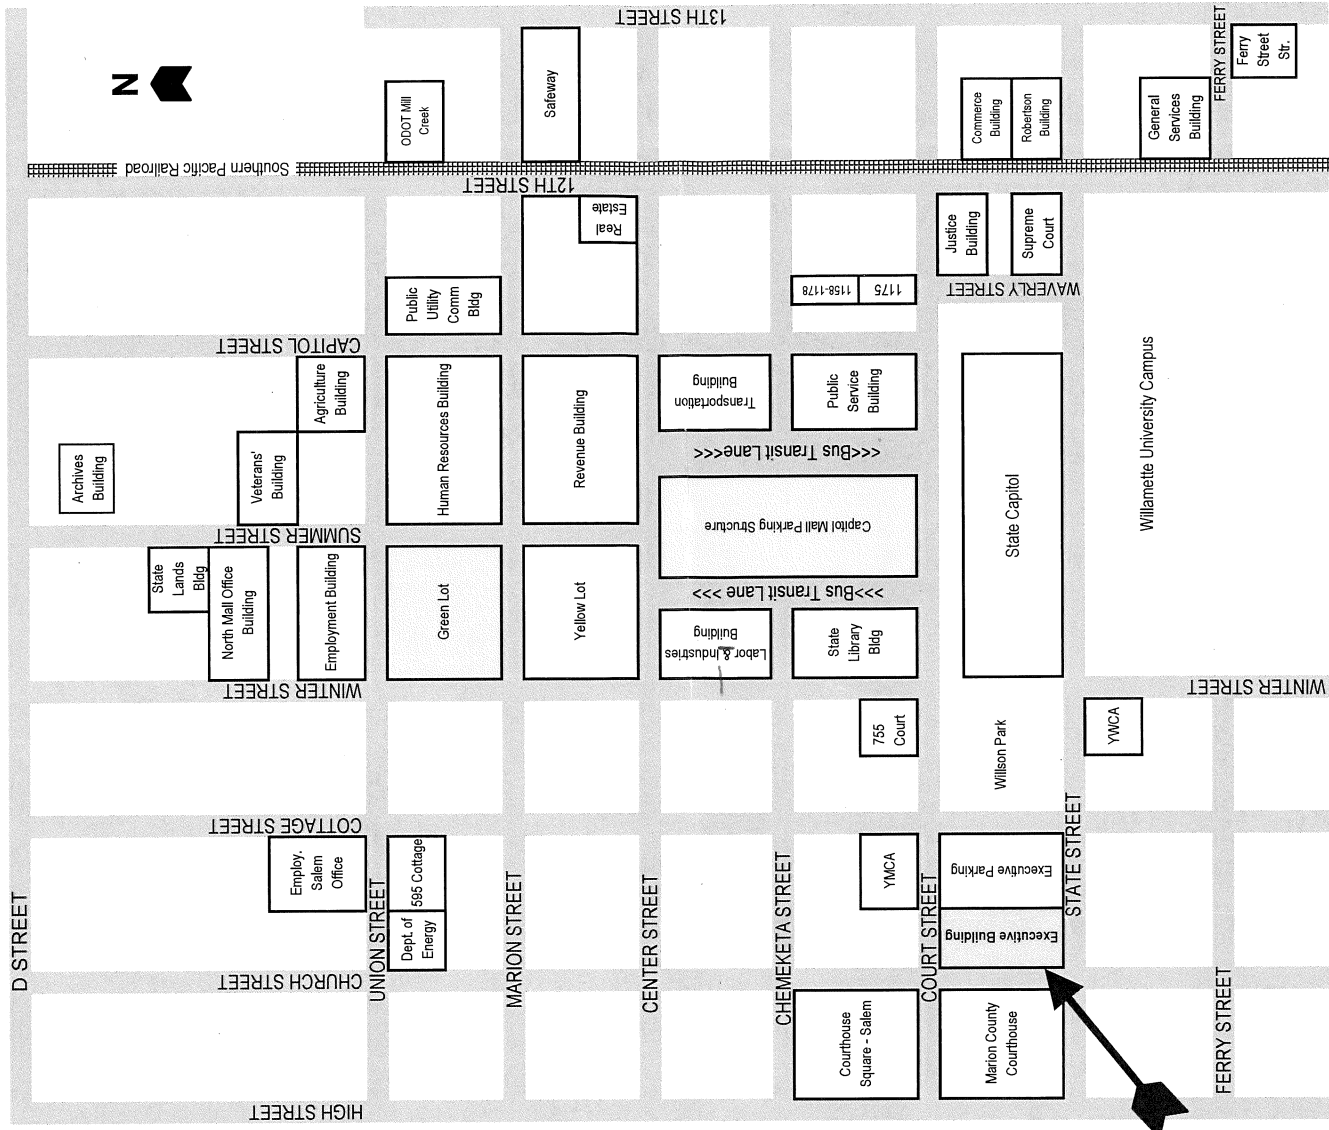 13TH STREET
FERRY STREET
Ferry
Street
Str.
N
ODOT Mill
Creek
Safeway
Commerce
Building
Robertson
Building
General
Services
Building
Southern Pacific Railroad
12TH STREET
Real
Estate
Justice
Building
Supreme
Court
Public
Utility
Comm
Bldg
1158-1178
1175
WAVERLY STREET
CAPITOL STREET
Agriculture
Building
Human Resources Building
Revenue Building
Transportation
Building
Public
Service
Building
Archives
Building
Veterans'
Building
<<<Bus Transit Lane<<<
Capitol Mall Parking Structure
State Capitol
Willamette University Campus
SUMMER STREET
State
Lands
Bldg
North Mall Office
Building
Employment Building
Green Lot
Yellow Lot
>>>Bus Transit Lane >>>
Labor & Industries
Building
State
Library
Bldg
WINTER STREET
WINTER STREET
755
Court
Willson Park
YWCA
COTTAGE STREET
Employ.
Salem
Office
595 Cottage
Dept. of
Energy
YMCA
Executive Parking
Executive Building
D STREET
UNION STREET
MARION STREET
CENTER STREET
CHEMEKETA STREET
COURT STREET
STATE STREET
FERRY STREET
CHURCH STREET
Courthouse
Square - Salem
Marion County
Courthouse
HIGH STREET